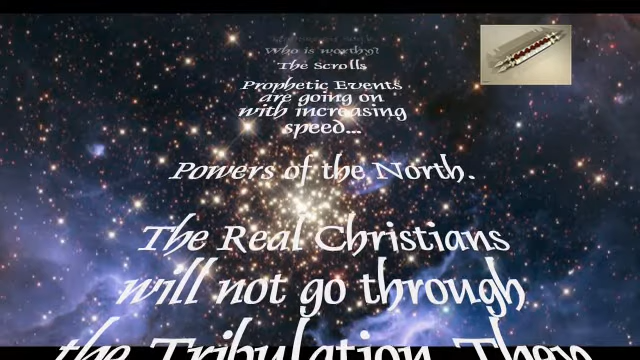 Who is worthy?
The Scrolls
Prophetic Events
are going on
with increasing
speed...
Powers of the North.
The Real Christians
will not go through
the Tribulation. They